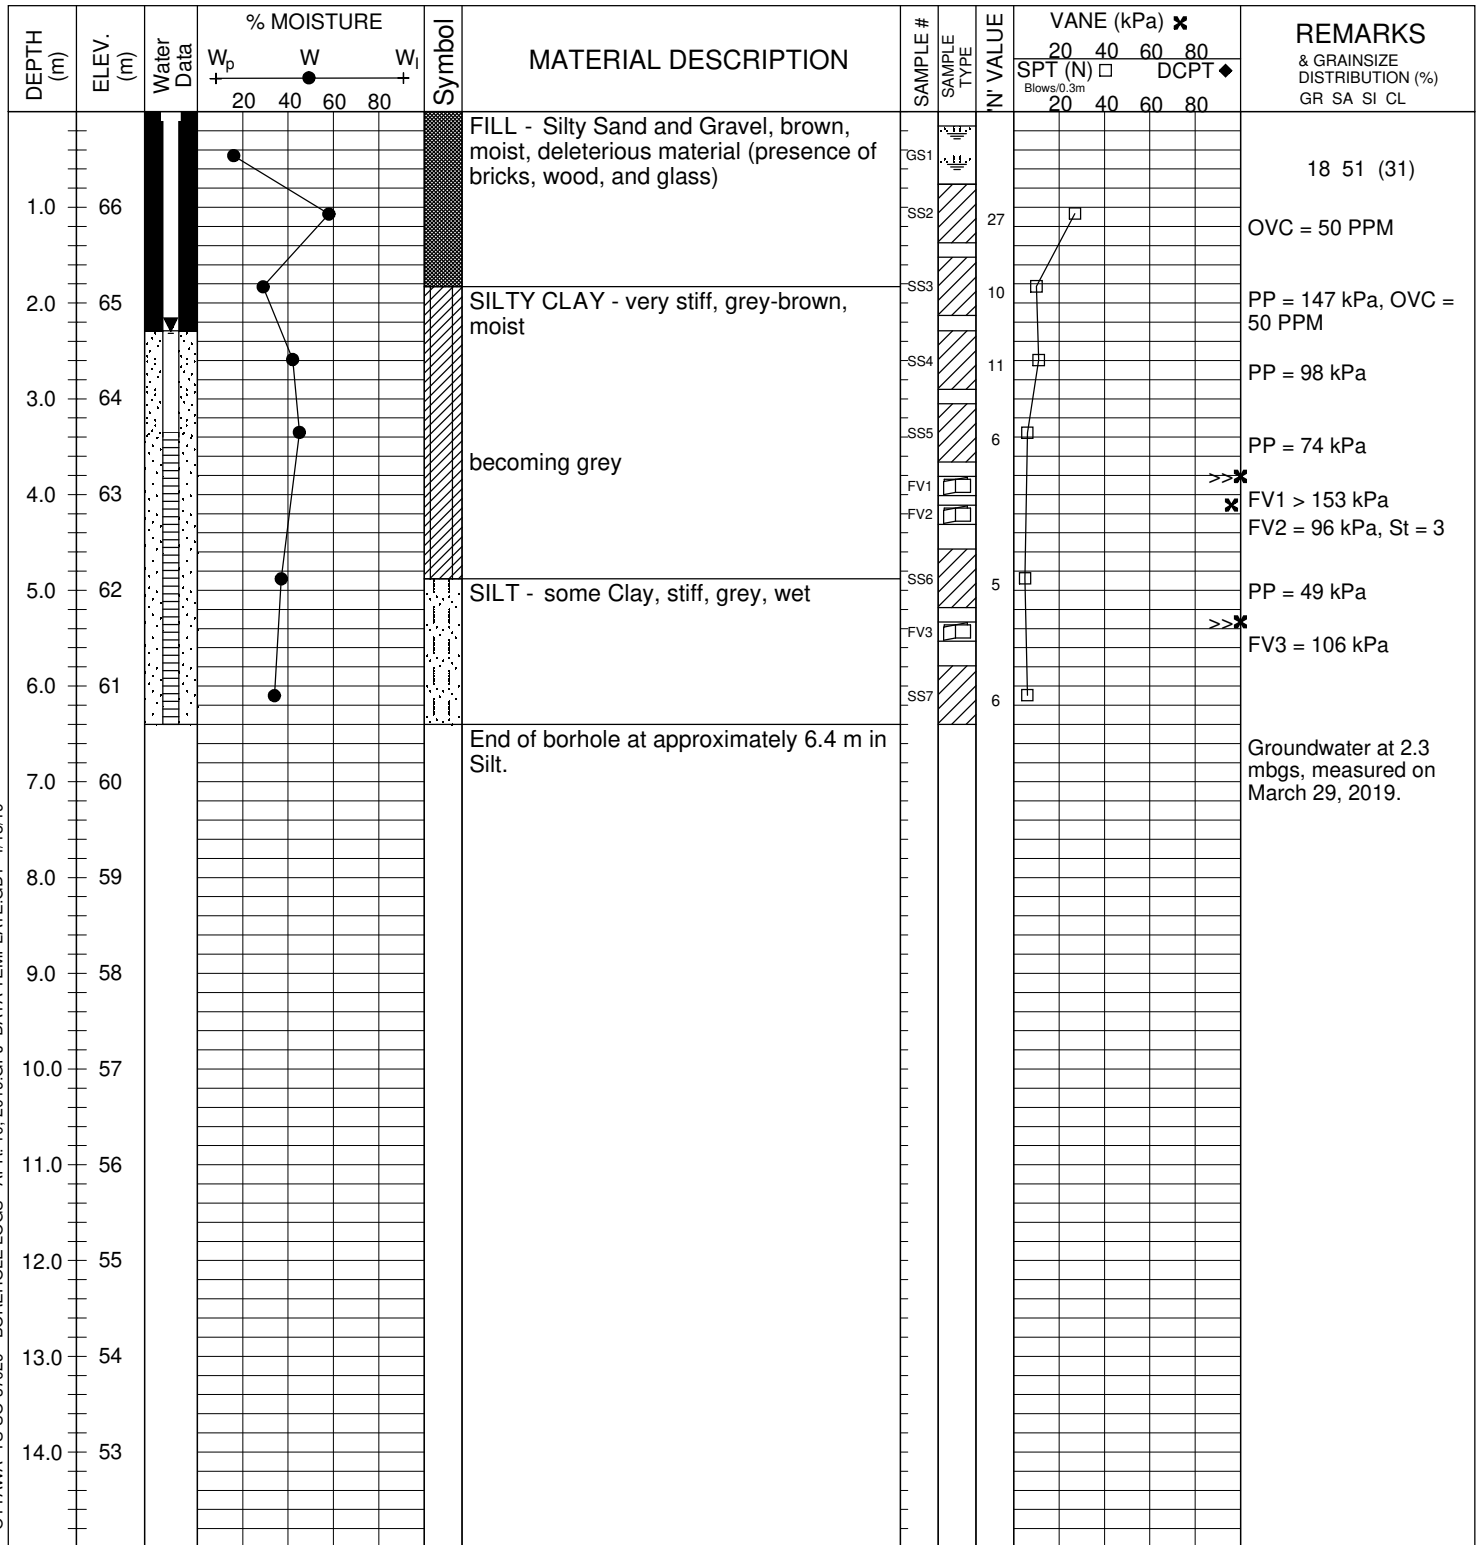 DEPTH (m)
ELEV. (m)
Water Data
% MOISTURE
Wp W Wl
20 40 60 80
Symbol
MATERIAL DESCRIPTION
SAMPLE #
SAMPLE TYPE
'N' VALUE
VANE (kPa)
20 40 60 80
SPT (N) DCPT
Blows/0.3m
20 40 60 80
REMARKS
& GRAINSIZE
DISTRIBUTION (%)
GR SA SI CL
FILL - Silty Sand and Gravel, brown,
moist, deleterious material (presence of
bricks, wood, and glass)
GS1
18 51 (31)
1.0 66
SS2 27
OVC = 50 PPM
SS3 10
2.0 65
SILTY CLAY - very stiff, grey-brown,
moist
PP = 147 kPa, OVC =
50 PPM
SS4 11
PP = 98 kPa
3.0 64
SS5 6
PP = 74 kPa
becoming grey
>>
FV1
4.0 63
FV1 > 153 kPa
FV2
FV2 = 96 kPa, St = 3
SS6 5
5.0 62
SILT - some Clay, stiff, grey, wet
PP = 49 kPa
>>
FV3
FV3 = 106 kPa
6.0 61
SS7 6
End of borehole at approximately 6.4 m in
Silt.
Groundwater at 2.3
mbgs, measured on
March 29, 2019.
7.0 60
8.0 59
9.0 58
10.0 57
11.0 56
12.0 55
13.0 54
14.0 53